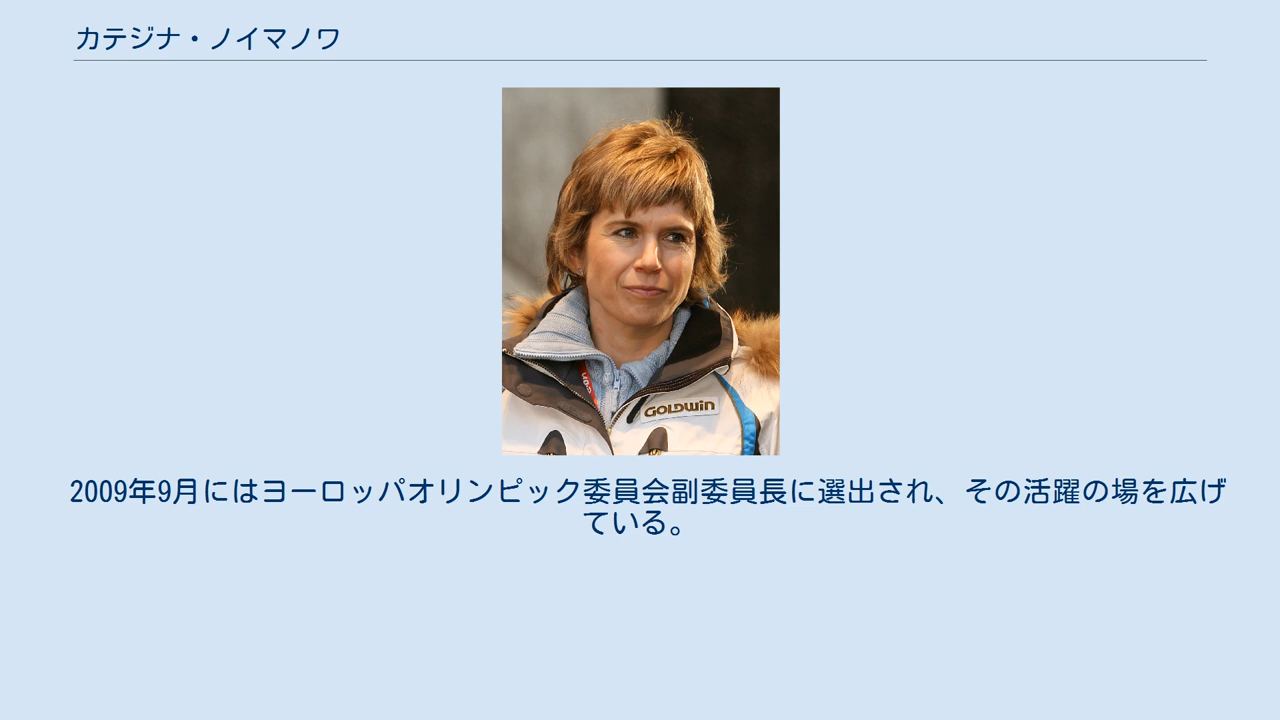 カテジナ・ノイマノワ
GOLDWIN
2009年9月にはヨーロッパオリンピック委員会副委員長に選出され、その活躍の場を広げ
ている。